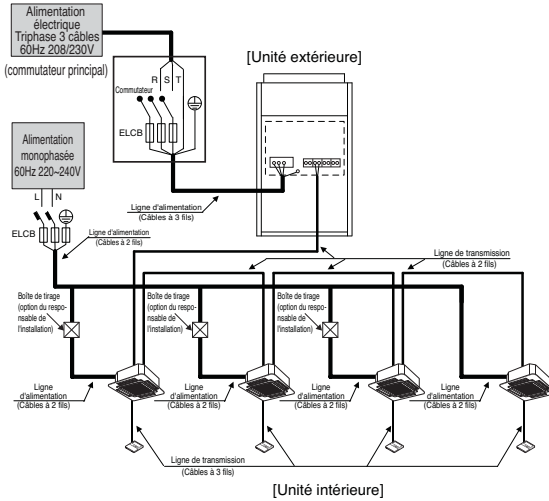 Alimentation
électrique
Triphase 3 câbles
60Hz 208/230V
(commutateur principal)
R S T
Commutateur
ELCB
[Unité extérieure]
Alimentation
monophasée
60Hz 220~240V
L N
ELCB
Ligne d'alimentation
(Câbles à 2 fils)
Ligne d'alimentation
(Câbles à 3 fils)
Ligne de transmission
(Câbles à 2 fils)
Boîte de tirage
(option du respo-
nsable de
l'installation)
Boîte de tirage
(option du respo-
nsable de
l'installation)
Boîte de tirage
(option du respo-
nsable de
l'installation)
Ligne
d'alimentation
(Câbles à 2 fils)
Ligne
d'alimentation
(Câbles à 2 fils)
Ligne
d'alimentation
(Câbles à 2 fils)
Ligne
d'alimentation
(Câbles à 2 fils)
Ligne de transmission
(Câbles à 3 fils)
[Unité intérieure]